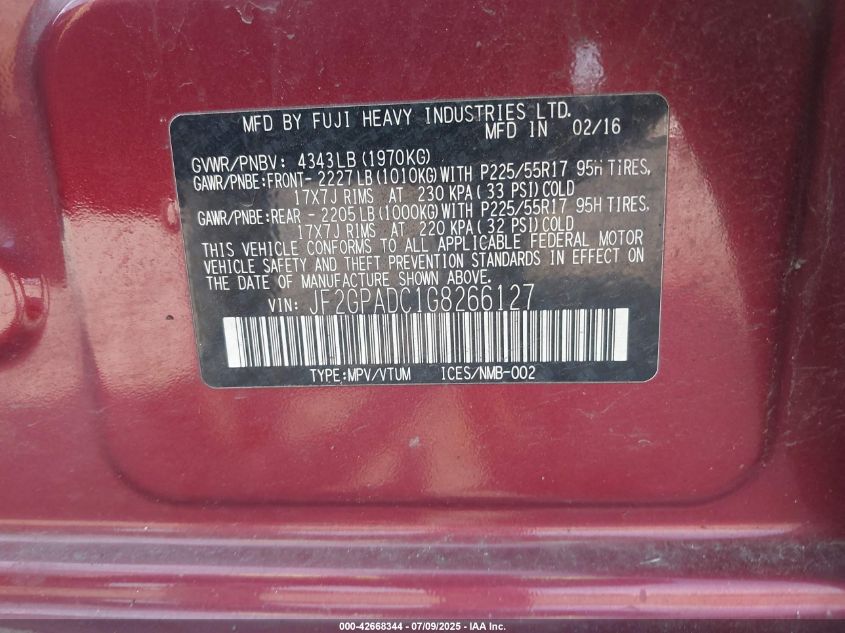 MFD BY FUJI HEAVY INDUSTRIES LTD.
MFD IN 02/16
GVWR/PNBV: 4343LB (1970KG)
GAWR/PNBE:FRONT- 2227 LB (1010KG) WITH P225/55R17 95H TIRES,
17X7J RIMS AT 230 KPA ( 33 PSI) COLD
GAWR/PNBE:REAR - 2205 LB (1000KG) WITH P225/55R17 95H TIRES,
17X7J RIMS AT 220 KPA ( 32 PSI) COLD
THIS VEHICLE CONFORMS TO ALL APPLICABLE FEDERAL MOTOR
VEHICLE SAFETY AND THEFT PREVENTION STANDARDS IN EFFECT ON
THE DATE OF MANUFACTURE SHOWN ABOVE.
VIN: JF2GPADC1G8266127
TYPE:MPV/VTUM ICES/NMB-002
000-42668344 - 07/09/2025 - IAA Inc.